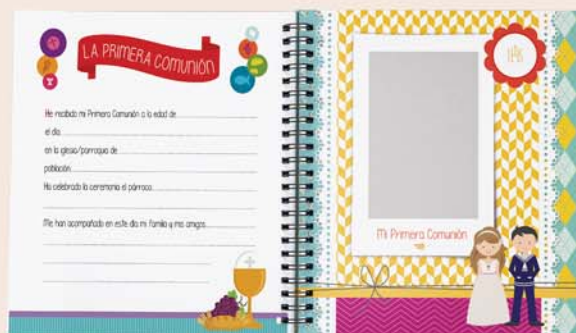 LA PRIMERA COMUNIÓN
He recibido mi Primera Comunión a la edad de
el día
en la iglesia/parroquia de
población
Ha celebrado la ceremonia el párroco
Me han acompañado en este día mi familia y mis amigos
JHS
Mi Primera Comunión